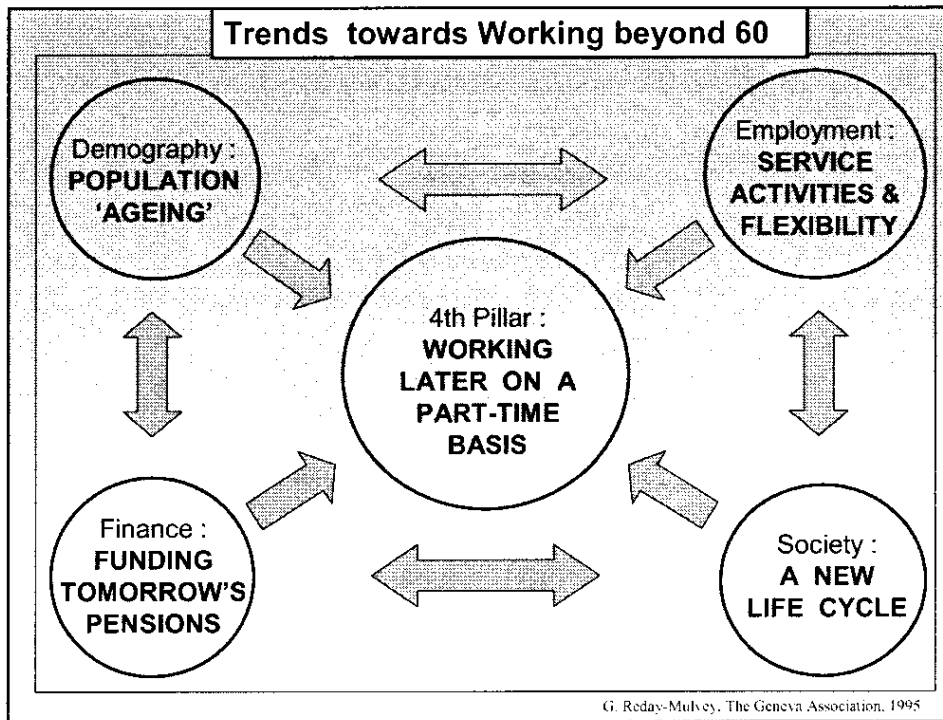 Trends towards Working beyond 60
Demography :
POPULATION
'AGEING'
Employment :
SERVICE
ACTIVITIES &
FLEXIBILITY
4th Pillar :
WORKING
LATER ON A
PART-TIME
BASIS
Finance :
FUNDING
TOMORROW'S
PENSIONS
Society :
A NEW
LIFE CYCLE
G. Reday-Mulvey, The Geneva Association, 1995